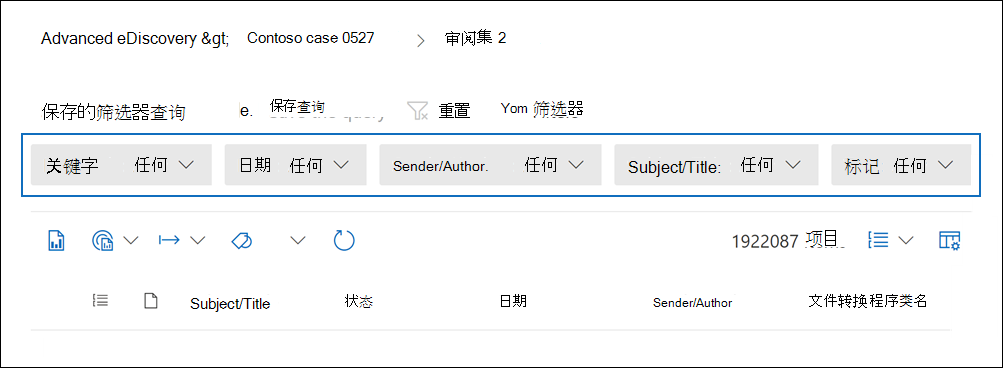 Advanced eDiscovery &gt; Contoso case 0527 > 审阅集 2
保存的筛选器查询 e. 保存查询 重置 Yom 筛选器
关键字 任何 日期 任何 Sender/Author. 任何 Subject/Title: 任何 标记 任何
1922087 项目
Subject/Title 状态 日期 Sender/Author 文件转换程序类名